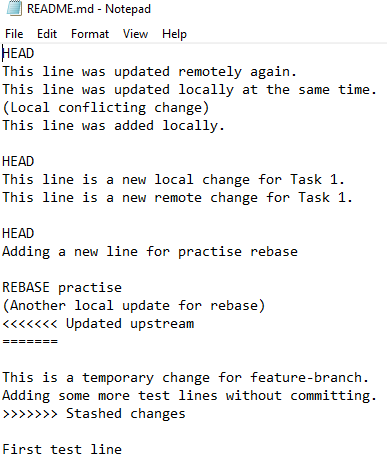 README.md - Notepad
File Edit Format View Help
HEAD
This line was updated remotely again.
This line was updated locally at the same time.
(Local conflicting change)
This line was added locally.

HEAD
This line is a new local change for Task 1.
This line is a new remote change for Task 1.

HEAD
Adding a new line for practise rebase

REBASE practise
(Another local update for rebase)
<<<<<<< Updated upstream
=======

This is a temporary change for feature-branch.
Adding some more test lines without committing.
>>>>>>> Stashed changes

First test line